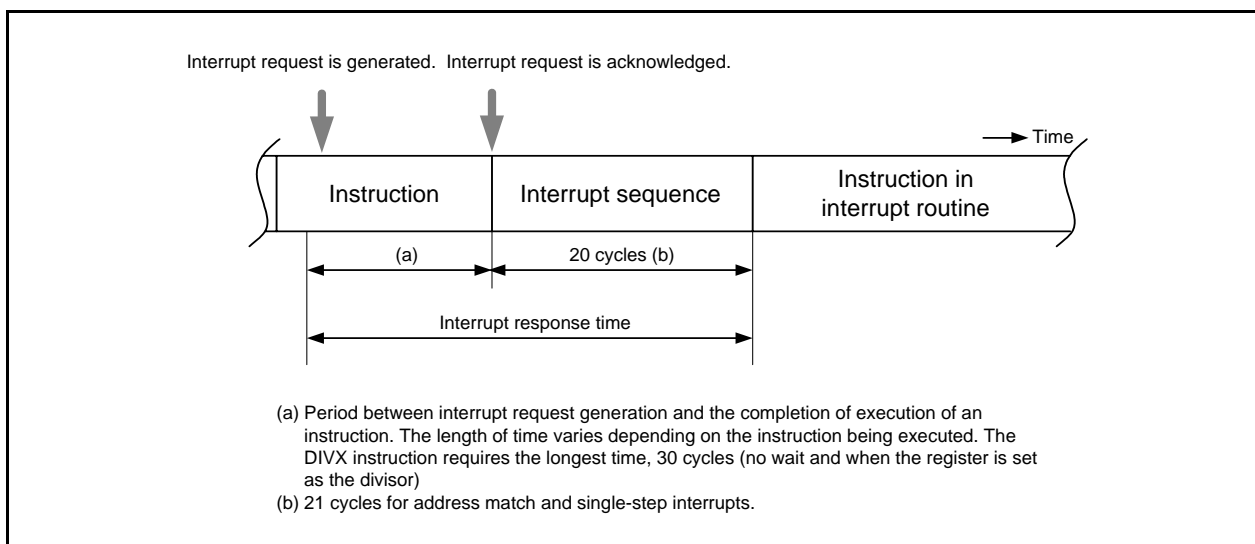 Interrupt request is generated. Interrupt request is acknowledged.
Time
Instruction
Interrupt sequence
Instruction in
interrupt routine
(a)
20 cycles (b)
Interrupt response time
(a) Period between interrupt request generation and the completion of execution of an
instruction. The length of time varies depending on the instruction being executed. The
DIVX instruction requires the longest time, 30 cycles (no wait and when the register is set
as the divisor)
(b) 21 cycles for address match and single-step interrupts.